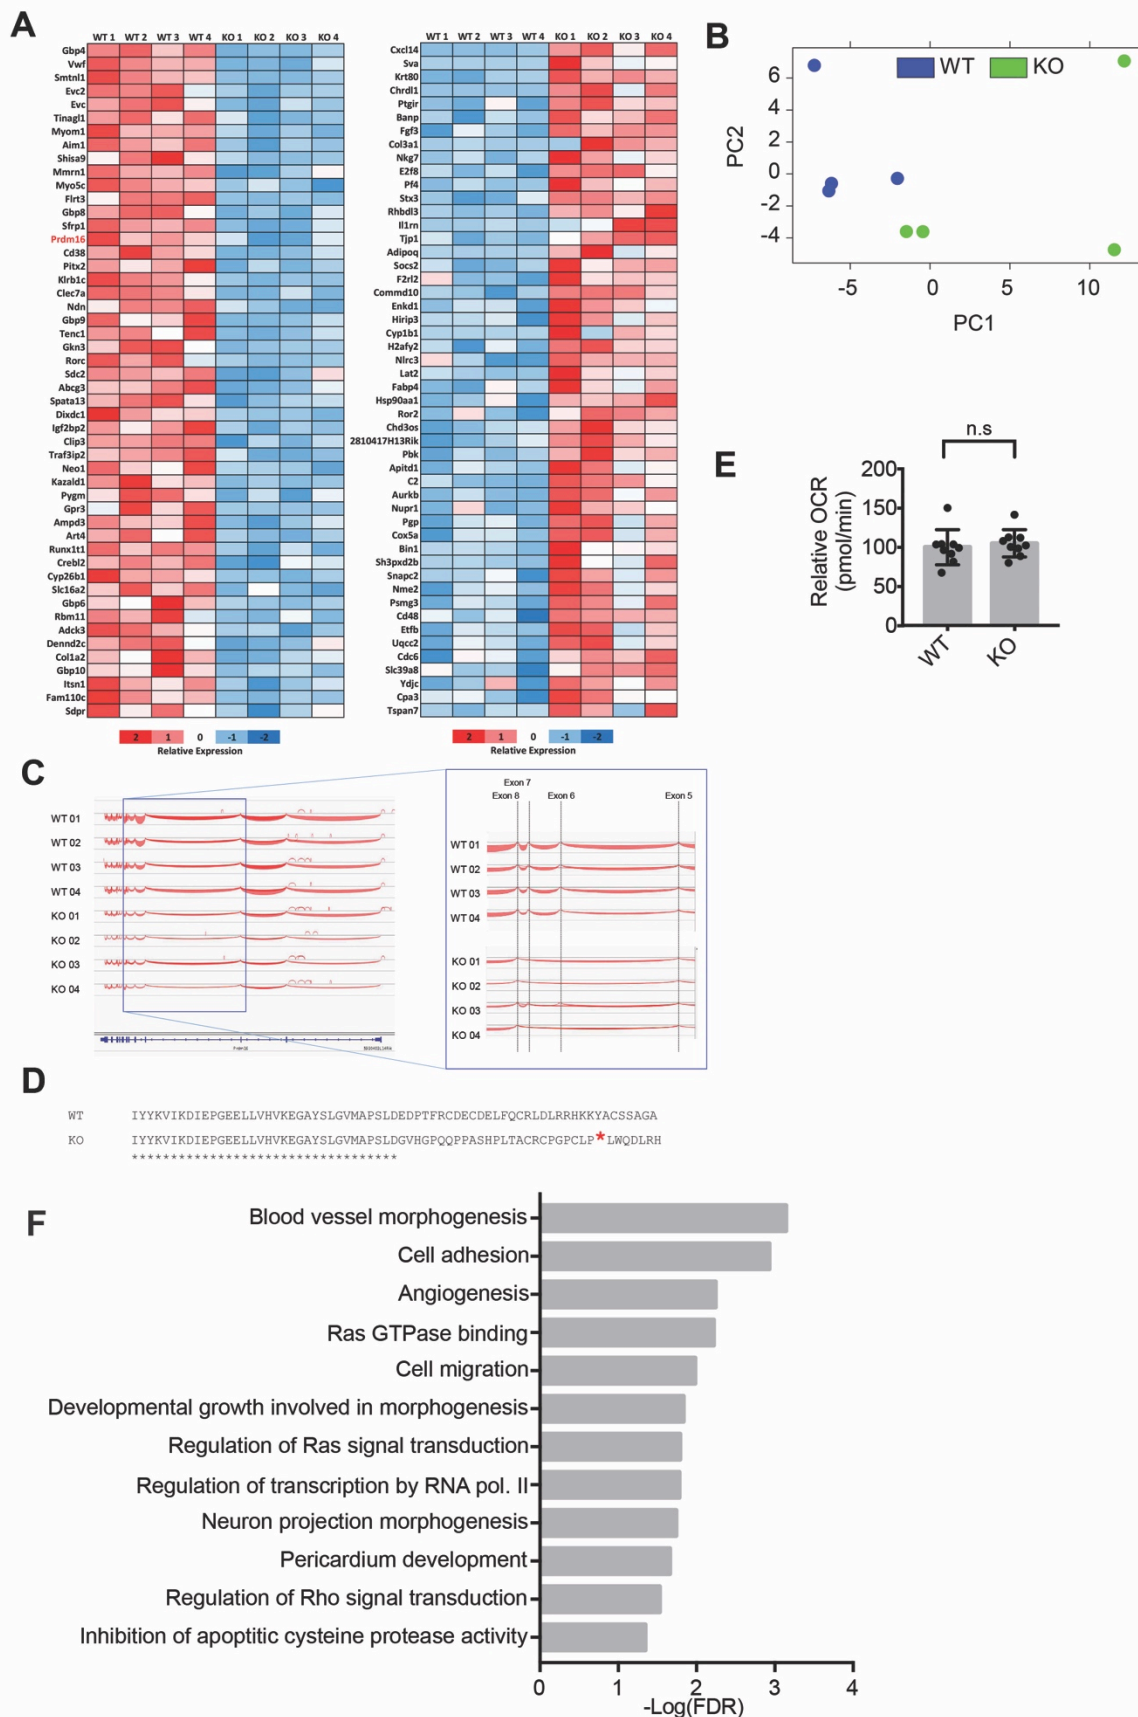 A
WT 1 WT 2 WT 3 WT 4 KO 1 KO 2 KO 3 KO 4
Gbp4
Vwf
Smtnl1
Evc2
Evc
Tinagl1
Myom1
Aim1
Shisa9
Mmrn1
Myo5c
Flrt3
Gbp8
Sfrp1
Prdm16
Cd38
Pitx2
Klrb1c
Clec7a
Ndn
Gbp9
Tenc1
Gkn3
Rorc
Sdc2
Abcg3
Spata13
Dixdc1
Igf2bp2
Clip3
Traf3ip2
Neo1
Kazald1
Pygm
Gpr3
Ampd3
Art4
Runx1t1
Crebl2
Cyp26b1
Slc16a2
Gbp6
Rbm11
Adck3
Dennd2c
Col1a2
Gbp10
Itsn1
Fam110c
Sdpr
2 1 0 -1 -2
Relative Expression
WT 1 WT 2 WT 3 WT 4 KO 1 KO 2 KO 3 KO 4
Cxcl14
Sva
Krt80
Chrdl1
Ptgir
Banp
Fgf3
Col3a1
Nkg7
E2f8
Pf4
Stx3
Rhbdl3
Il1rn
Tjp1
Adipoq
Socs2
F2rl2
Commd10
Enkd1
Hirip3
Cyp1b1
H2afy2
Nlrc3
Lat2
Fabp4
Hsp90aa1
Ror2
Chd3os
2810417H13Rik
Pbk
Apitd1
C2
Aurkb
Nupr1
Pgp
Cox5a
Bin1
Sh3pxd2b
Snapc2
Nme2
Psmg3
Cd48
Etfb
Uqcc2
Cdc6
Slc39a8
Ydjc
Cpa3
Tspan7
2 1 0 -1 -2
Relative Expression
B
WT KO
PC2
6
4
2
0
-2
-4
-5 0 5 10
PC1
E
n.s
Relative OCR
(pmol/min)
200
150
100
50
0
WT KO
C
WT 01
WT 02
WT 03
WT 04
KO 01
KO 02
KO 03
KO 04
Exon 7
Exon 8 Exon 6 Exon 5
WT 01
WT 02
WT 03
WT 04
KO 01
KO 02
KO 03
KO 04
D
WT IYYKVIKDIEPGEELLVHVKEGAYSLGVMAPSLDEDPTFRCDECDELFQCRLDLRRHKKYACSSAGA
KO IYYKVIKDIEPGEELLVHVKEGAYSLGVMAPSLDGVHGPQQPPASHPLTACRCPGPCLP*LWQDLRH
**********************************
F
Blood vessel morphogenesis
Cell adhesion
Angiogenesis
Ras GTPase binding
Cell migration
Developmental growth involved in morphogenesis
Regulation of Ras signal transduction
Regulation of transcription by RNA pol. II
Neuron projection morphogenesis
Pericardium development
Regulation of Rho signal transduction
Inhibition of apoptitic cysteine protease activity
0 1 2 3 4
-Log(FDR)